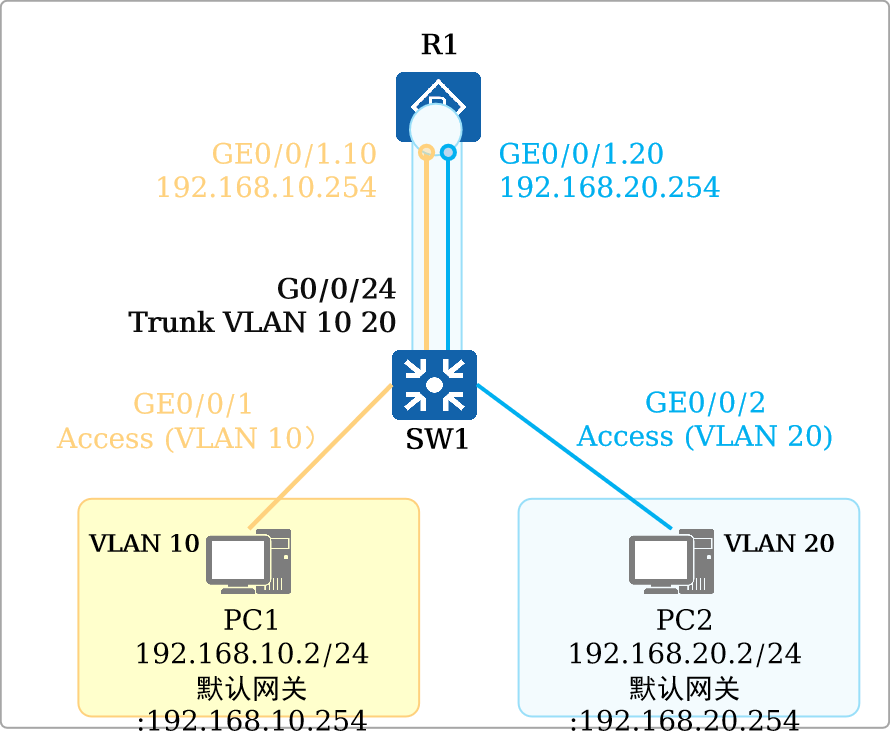 R1
GE0/0/1.10
192.168.10.254
GE0/0/1.20
192.168.20.254
G0/0/24
Trunk VLAN 10 20
GE0/0/1
Access (VLAN 10）
GE0/0/2
Access (VLAN 20)
SW1
VLAN 10
PC1
192.168.10.2/24
默认网关
:192.168.10.254
VLAN 20
PC2
192.168.20.2/24
默认网关
:192.168.20.254